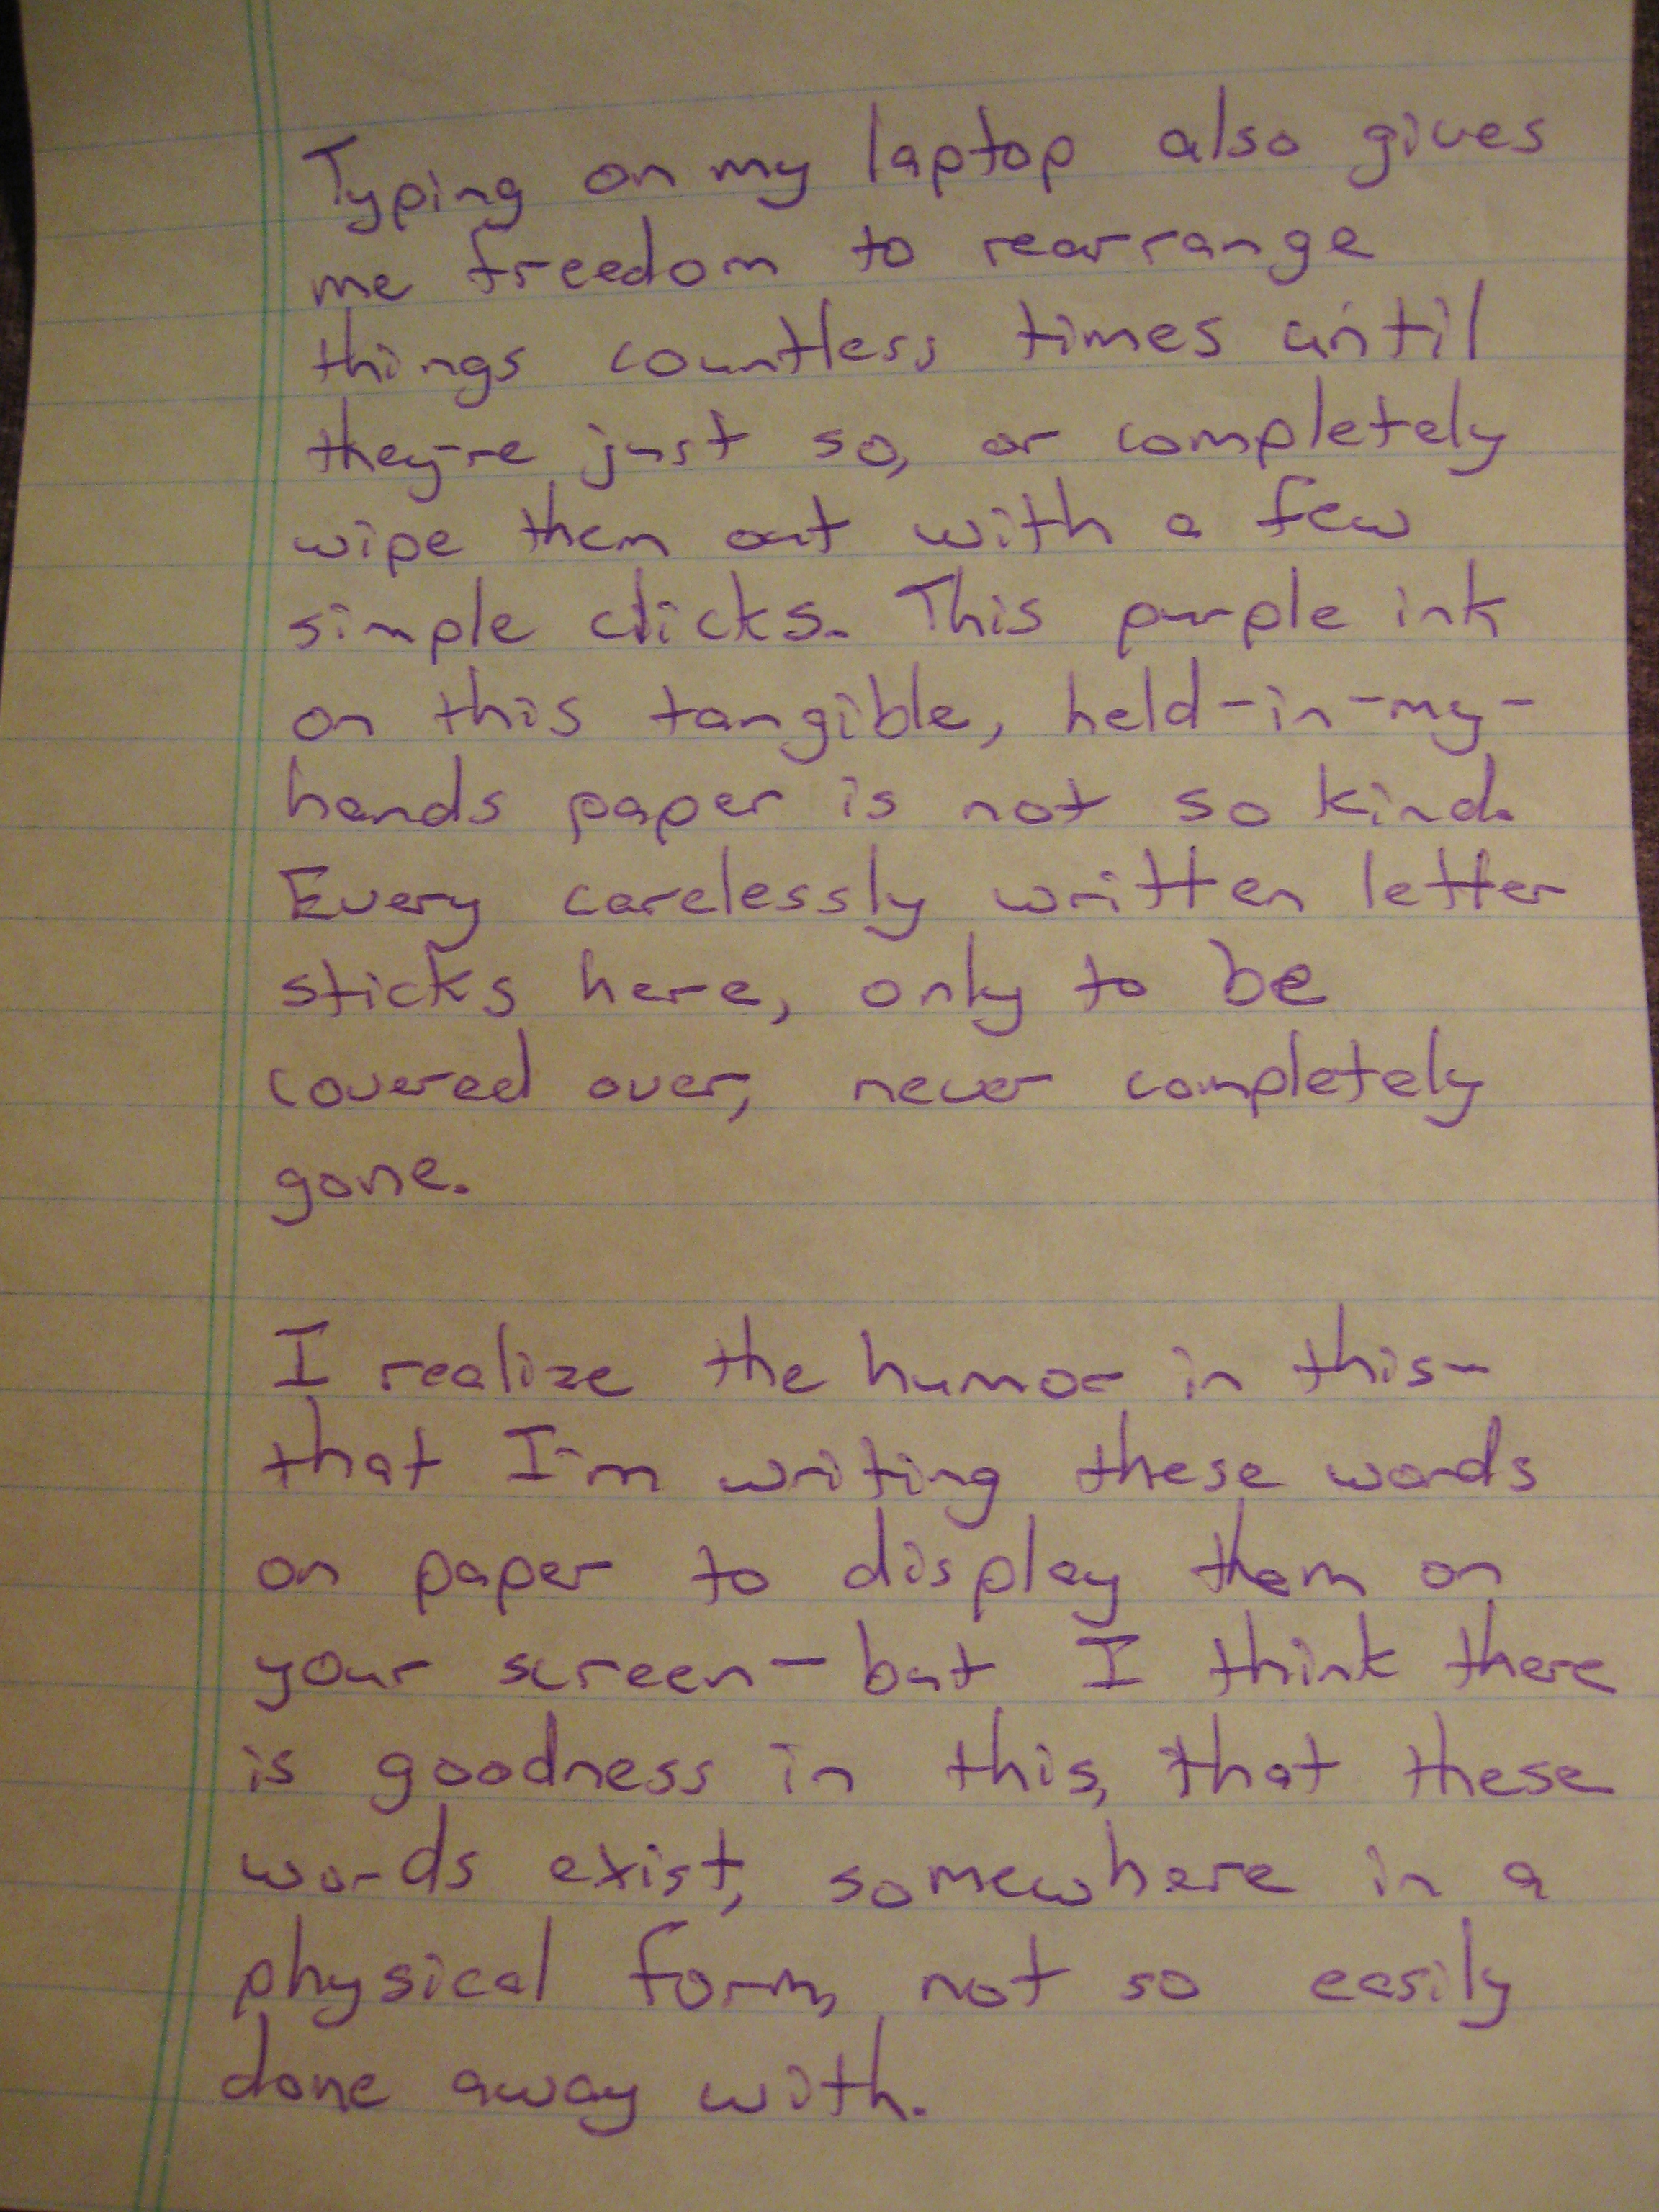 Typing on my laptop also gives
me freedom to rearrange
things countless times until
they're just so, or completely
wipe them out with a few
simple clicks. This purple ink
on this tangible, held-in-my-
hands paper is not so kind.
Every carelessly written letter
sticks here, only to be
covered over, never completely
gone.
I realize the humor in this-
that I'm writing these words
on paper to display them on
your screen - but I think there
is goodness in this, that these
words exist, somewhere in a
physical form, not so easily
done away with.